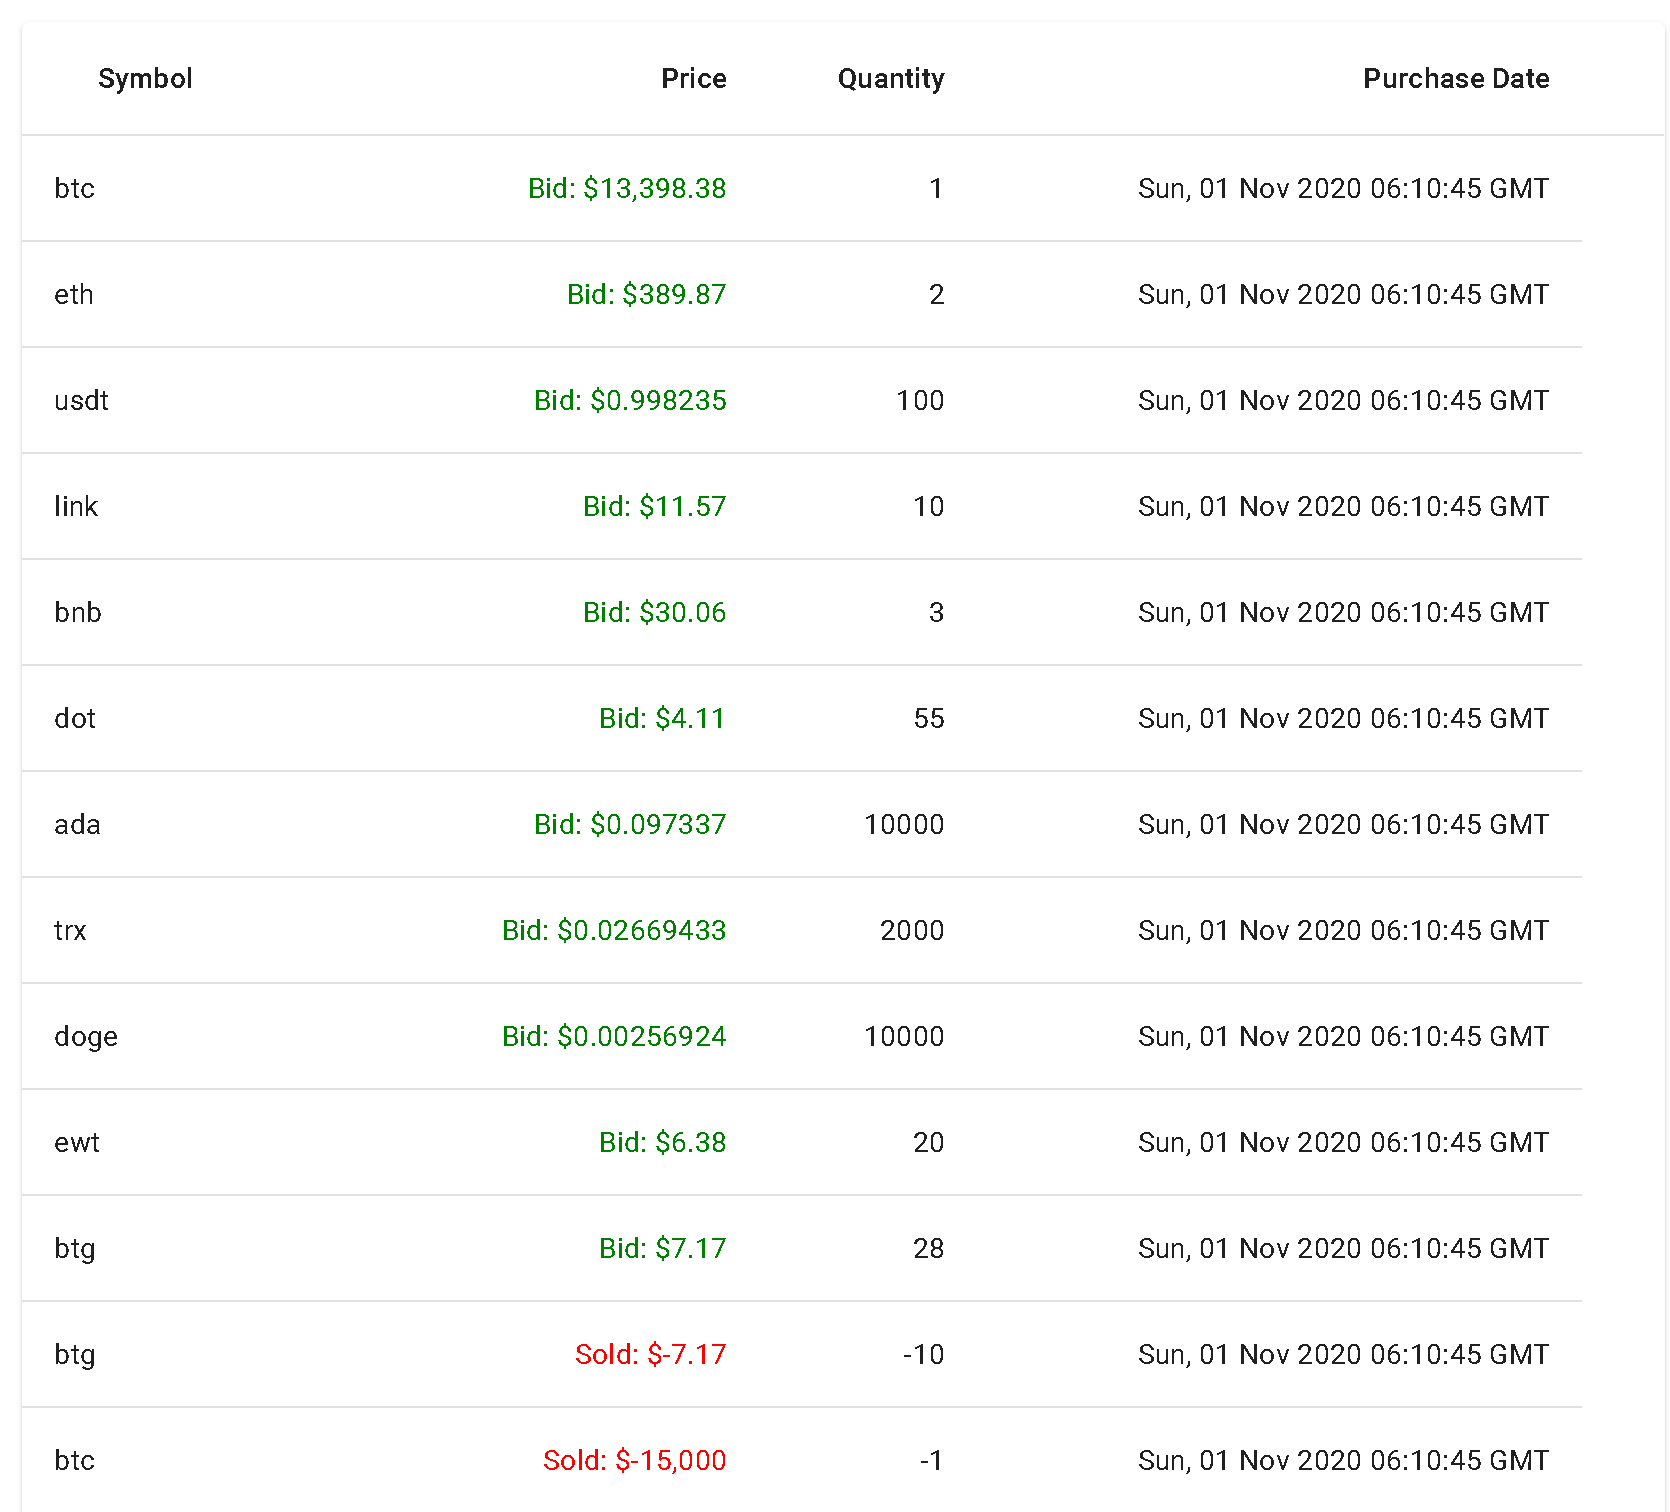 Symbol Price Quantity Purchase Date
btc Bid: $13,398.38 1 Sun, 01 Nov 2020 06:10:45 GMT
eth Bid: $389.87 2 Sun, 01 Nov 2020 06:10:45 GMT
usdt Bid: $0.998235 100 Sun, 01 Nov 2020 06:10:45 GMT
link Bid: $11.57 10 Sun, 01 Nov 2020 06:10:45 GMT
bnb Bid: $30.06 3 Sun, 01 Nov 2020 06:10:45 GMT
dot Bid: $4.11 55 Sun, 01 Nov 2020 06:10:45 GMT
ada Bid: $0.097337 10000 Sun, 01 Nov 2020 06:10:45 GMT
trx Bid: $0.02669433 2000 Sun, 01 Nov 2020 06:10:45 GMT
doge Bid: $0.00256924 10000 Sun, 01 Nov 2020 06:10:45 GMT
ewt Bid: $6.38 20 Sun, 01 Nov 2020 06:10:45 GMT
btg Bid: $7.17 28 Sun, 01 Nov 2020 06:10:45 GMT
btg Sold: $-7.17 -10 Sun, 01 Nov 2020 06:10:45 GMT
btc Sold: $-15,000 -1 Sun, 01 Nov 2020 06:10:45 GMT